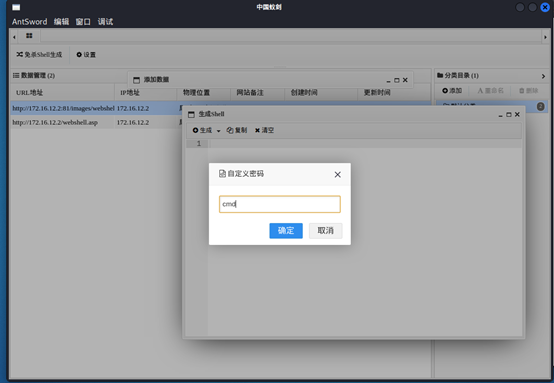 中国蚁剑
AntSword 编辑 窗口 调试
免杀Shell生成 设置
数据管理 (2)
添加数据
分类目录 (1)
URL地址 IP地址 物理位置 网站备注 创建时间 更新时间
添加 重命名 删除
http://172.16.12.2:81/images/webshel 172.16.12.2
2
http://172.16.12.2/webshell.asp 172.16.12.2
生成Shell
生成 复制 清空
1
自定义密码
cmd
确定 取消